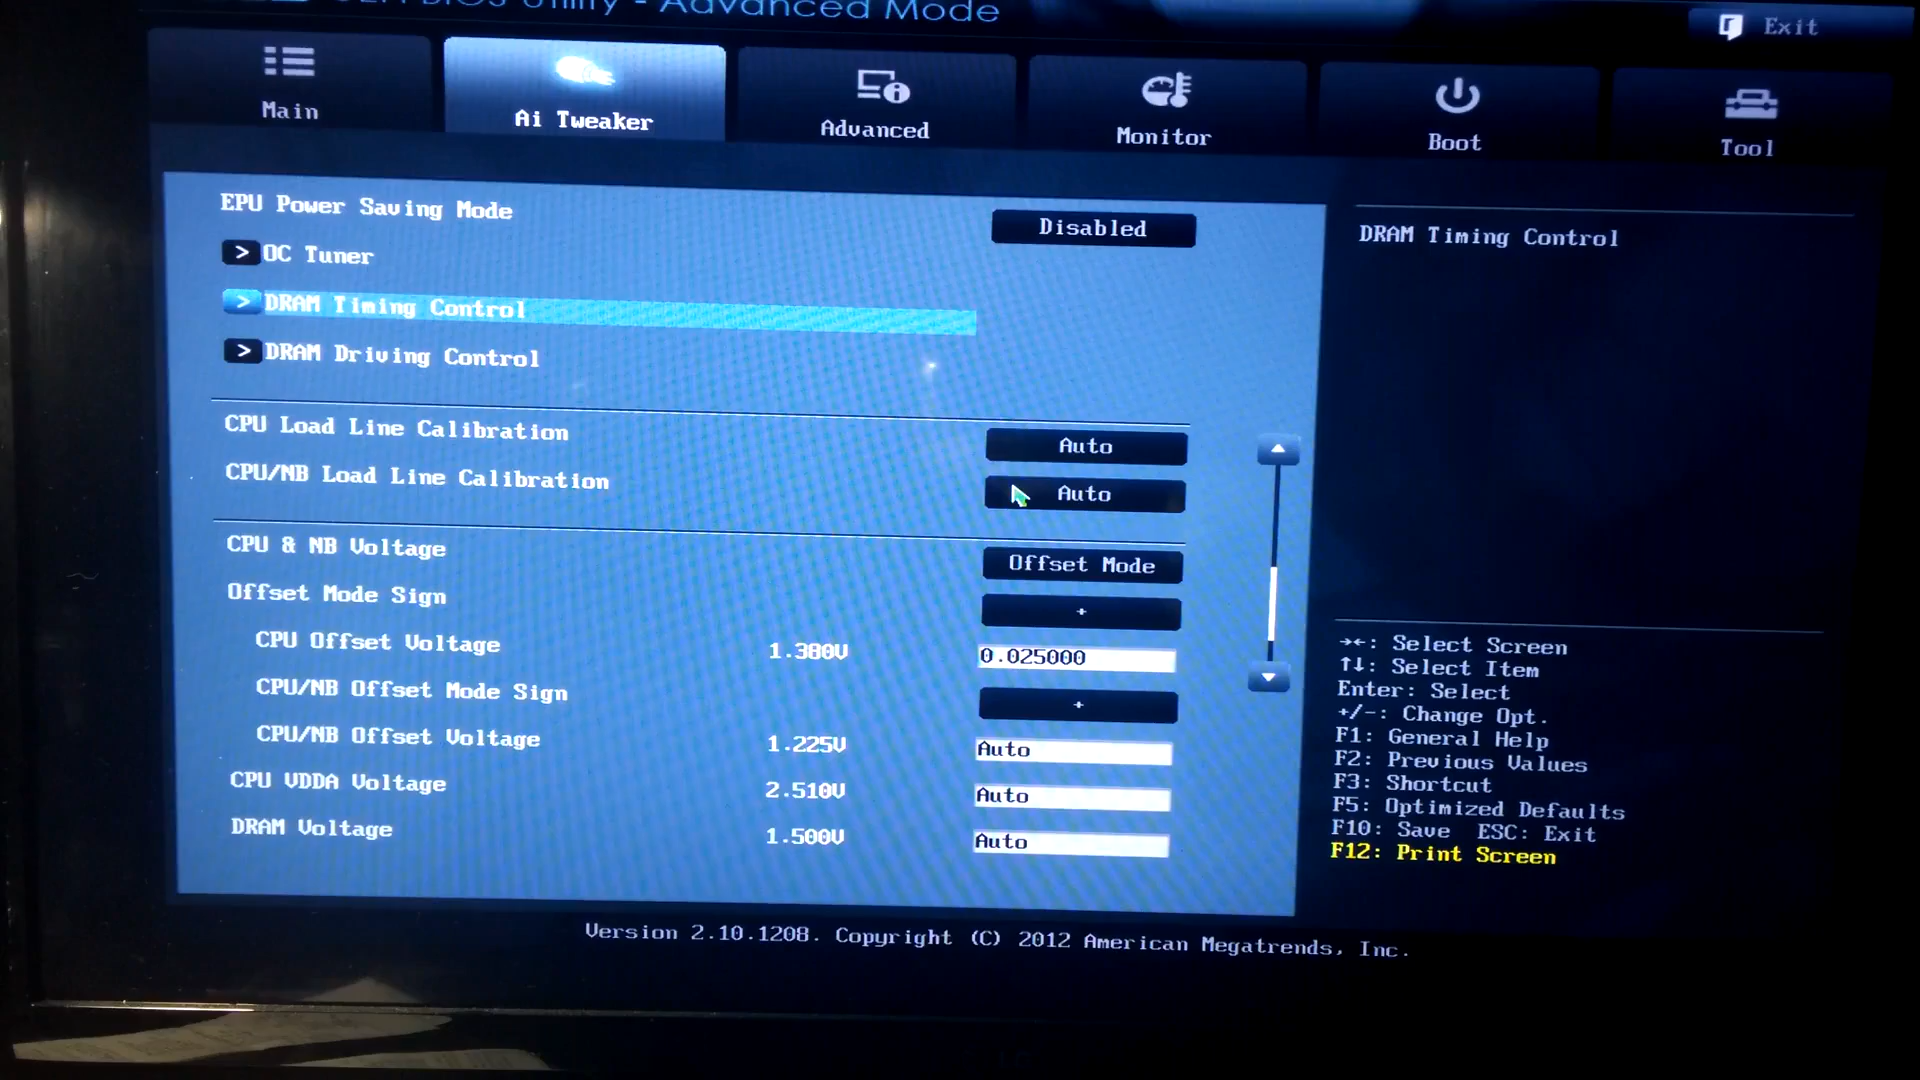 UEFI BIOS Utility - Advanced Mode
Exit
Main
Ai Tweaker
Advanced
Monitor
Boot
Tool
EPU Power Saving Mode Disabled
> OC Tuner
> DRAM Timing Control
> DRAM Driving Control
CPU Load Line Calibration Auto
CPU/NB Load Line Calibration Auto
CPU & NB Voltage Offset Mode
Offset Mode Sign +
CPU Offset Voltage 1.380V 0.025000
CPU/NB Offset Mode Sign +
CPU/NB Offset Voltage 1.225V Auto
CPU VDDA Voltage 2.510V Auto
DRAM Voltage 1.500V Auto
DRAM Timing Control
→←: Select Screen
↑↓: Select Item
Enter: Select
+/-: Change Opt.
F1: General Help
F2: Previous Values
F3: Shortcut
F5: Optimized Defaults
F10: Save ESC: Exit
F12: Print Screen
Version 2.10.1208. Copyright (C) 2012 American Megatrends, Inc.